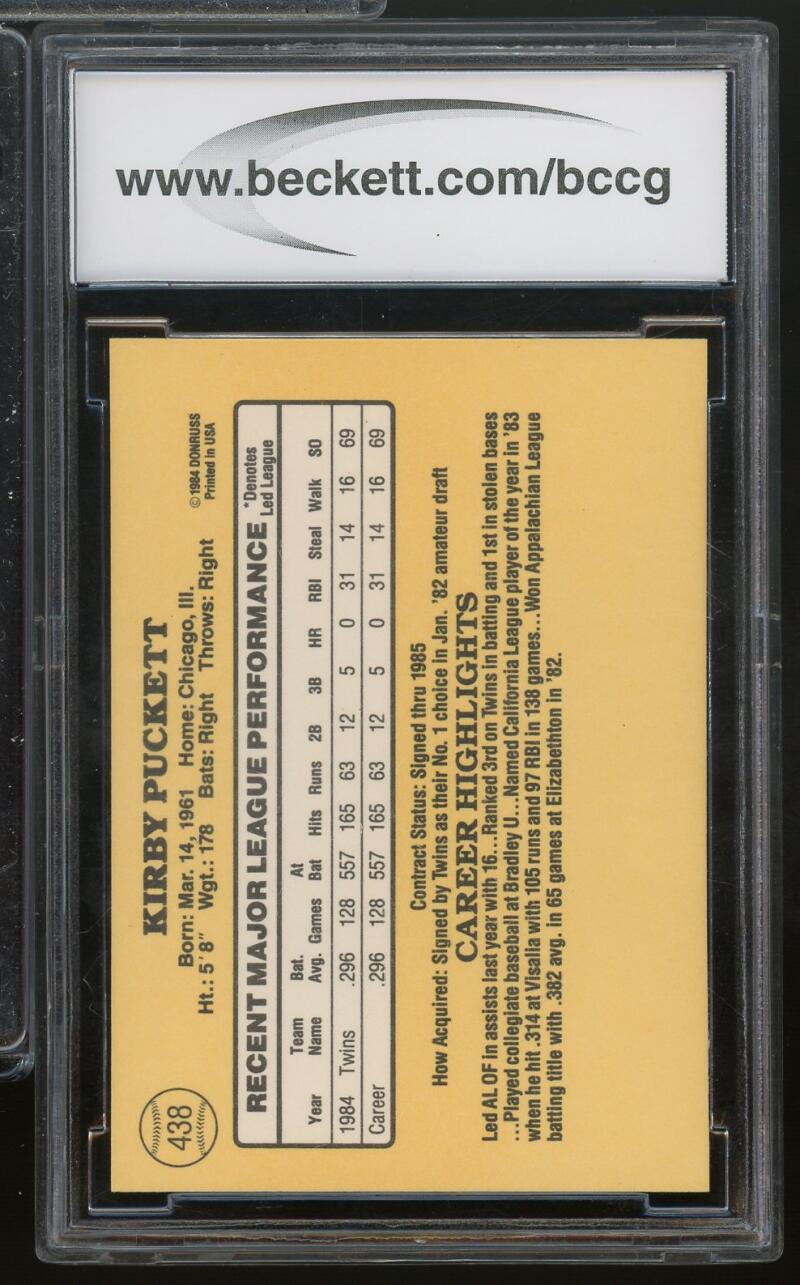 www.beckett.com/bccg
438
KIRBY PUCKETT
Born: Mar. 14, 1961 Home: Chicago, Ill.
Ht.: 5'8" Wgt.: 178 Bats: Right Throws: Right
©1984 DONRUSS
Printed in USA
RECENT MAJOR LEAGUE PERFORMANCE
*Denotes
Led League
Year Team Name Bat. Avg. Games At Bat Hits Runs 2B 3B HR RBI Steal Walk SO
1984 Twins .296 128 557 165 63 12 5 0 31 14 16 69
Career .296 128 557 165 63 12 5 0 31 14 16 69
Contract Status: Signed thru 1985
How Acquired: Signed by Twins as their No. 1 choice in Jan. '82 amateur draft
CAREER HIGHLIGHTS
Led AL OF in assists last year with 16...Ranked 3rd on Twins in batting and 1st in stolen bases
...Played collegiate baseball at Bradley U...Named California League player of the year in '83
when he hit .314 at Visalia with 105 runs and 97 RBI in 138 games...Won Appalachian League
batting title with .382 avg. in 65 games at Elizabethton in '82.